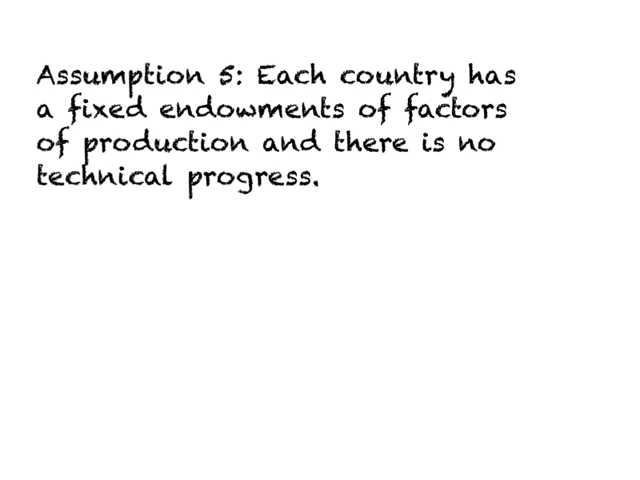 Assumption 5: Each country has
a fixed endowments of factors
of production and there is no
technical progress.